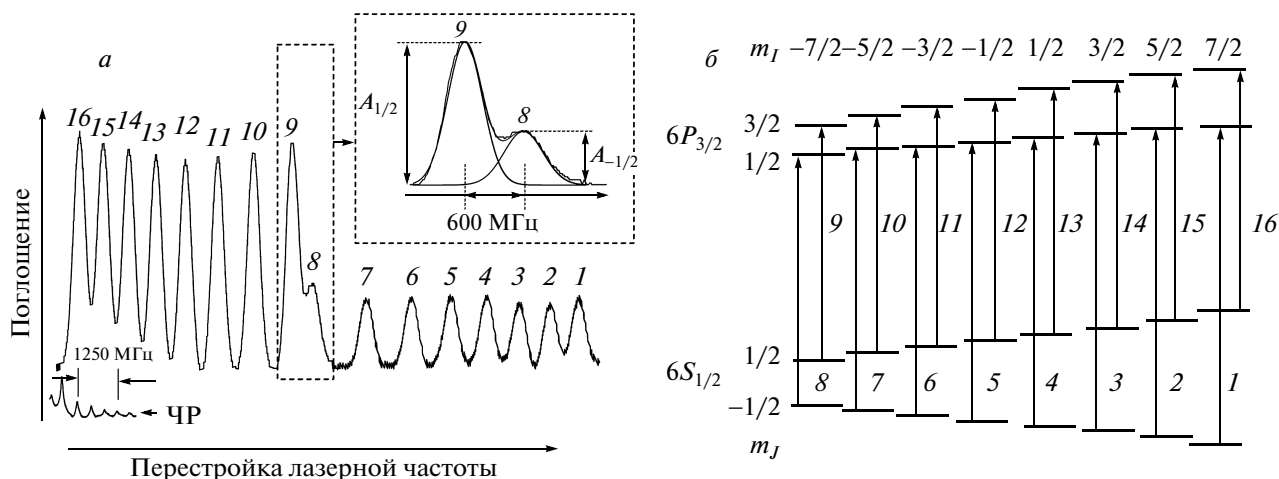 а
16 15 14 13 12 11 10 9
8
7 6 5 4 3 2 1
Поглощение
1250 МГц
ЧР
Перестройка лазерной частоты
9
8
A1/2
A−1/2
600 МГц
б
mI −7/2 −5/2 −3/2 −1/2 1/2 3/2 5/2 7/2
6P3/2
3/2
1/2
9 10 11 12 13 14 15 16
6S1/2
1/2
−1/2
8 7 6 5 4 3 2 1
mJ